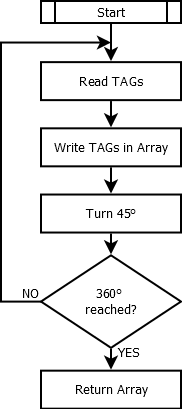 Start
Read TAGs
Write TAGs in Array
Turn 45º
360º
reached?
NO
YES
Return Array